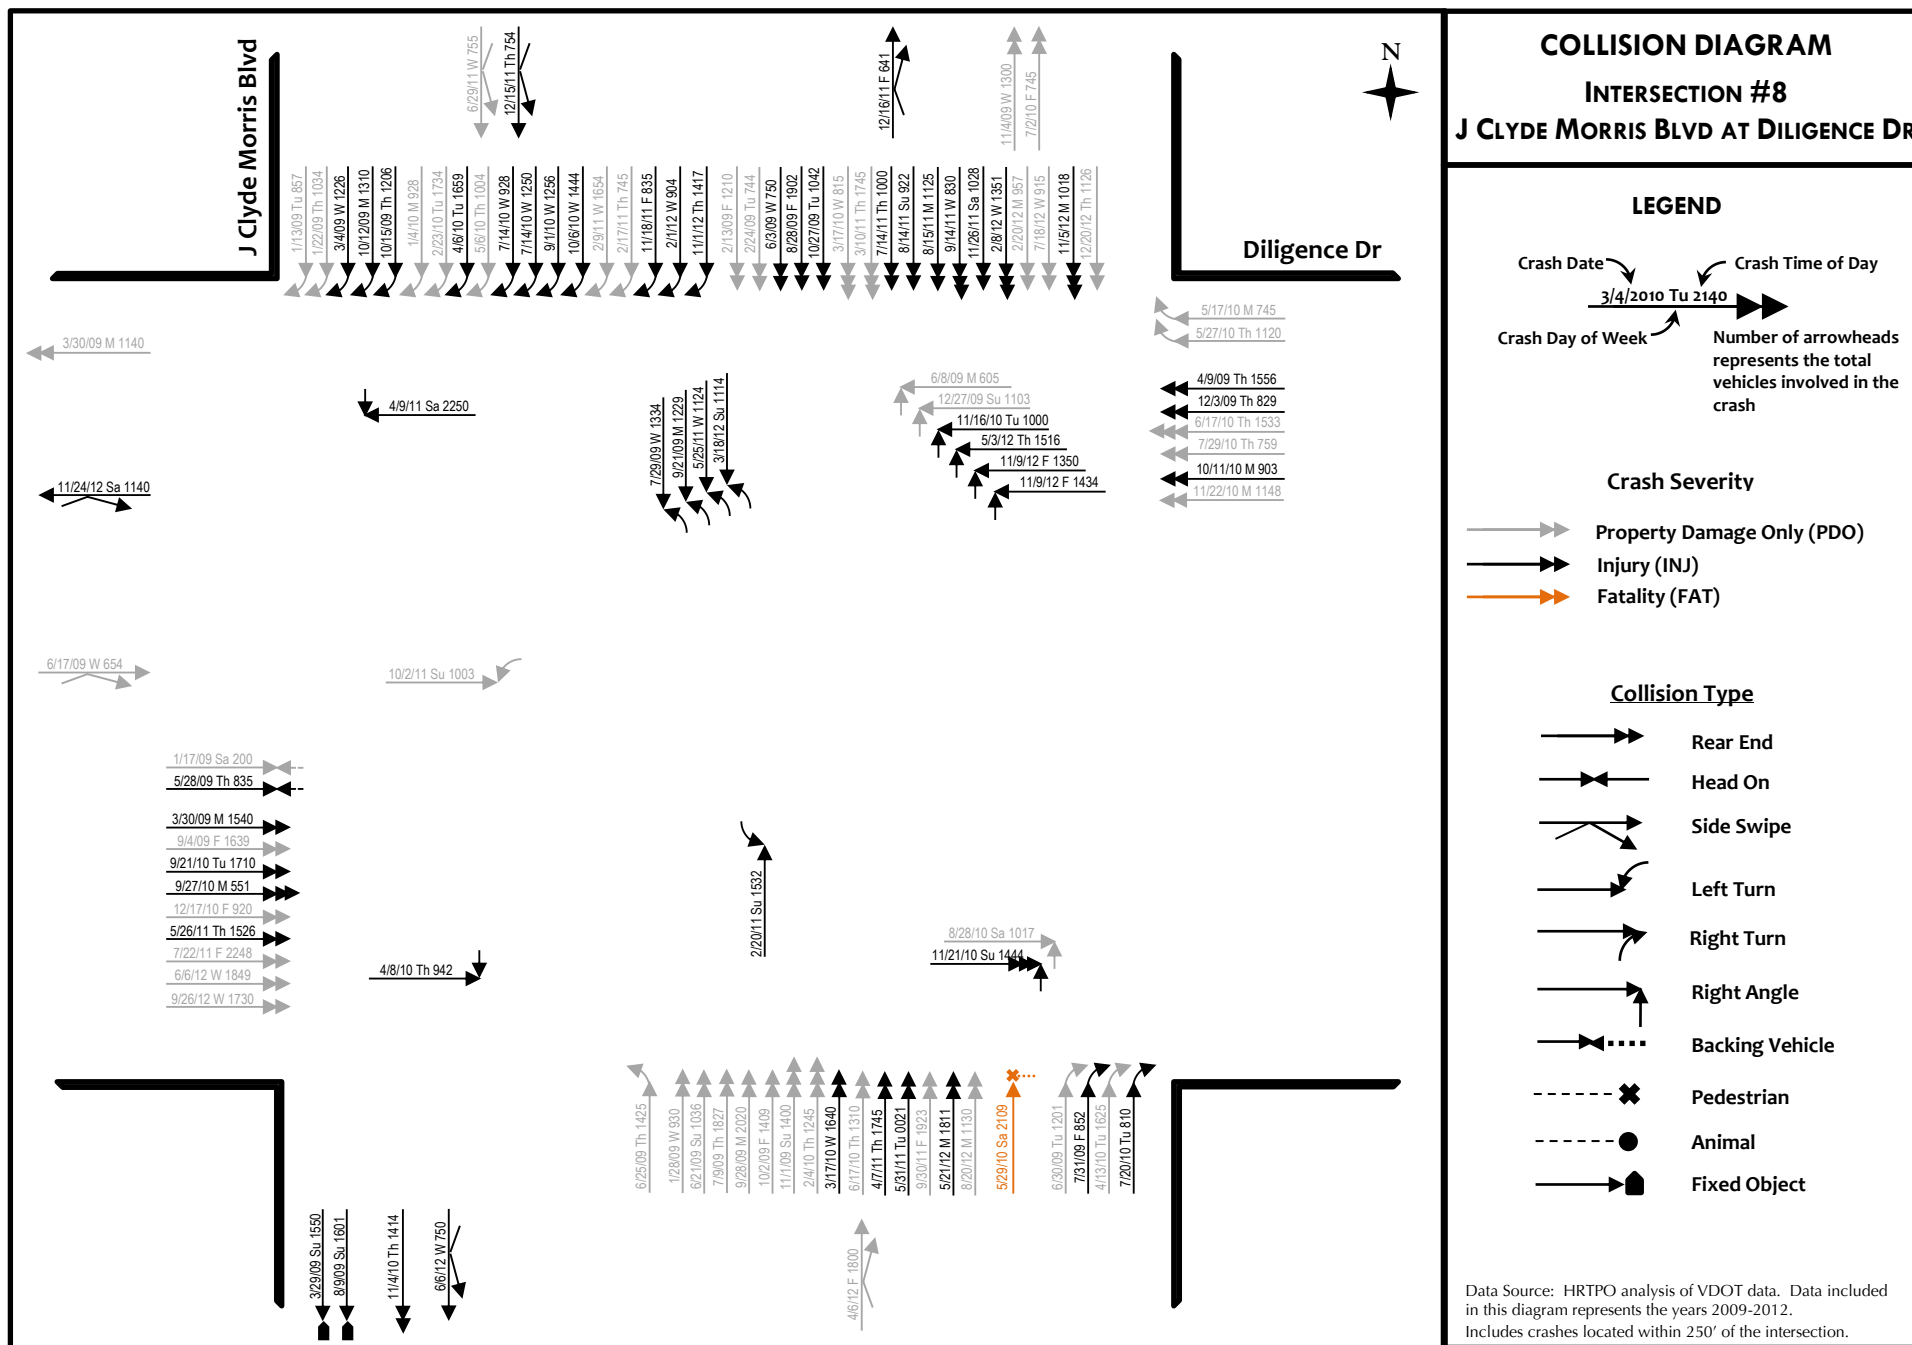 J Clyde Morris Blvd
6/29/11 W 755
12/15/11 Th 754
12/16/11 F 641
11/4/09 W 1300
7/2/10 F 745
N
1/13/09 Tu 857
1/22/09 Th 1034
3/4/09 W 1226
10/12/09 M 1310
10/15/09 Th 1206
1/4/10 M 928
2/23/10 Tu 1734
4/6/10 Tu 1659
5/6/10 Th 1004
7/14/10 W 928
7/14/10 W 1250
9/1/10 W 1256
10/6/10 W 1444
2/9/11 W 1654
2/17/11 Th 745
11/18/11 F 835
2/1/12 W 904
11/1/12 Th 1417
2/13/09 F 1210
2/24/09 Tu 744
6/3/09 W 750
8/28/09 F 1902
10/27/09 Tu 1042
3/17/10 W 815
3/10/11 Th 1745
7/14/11 Th 1000
8/14/11 Su 922
8/15/11 M 1125
9/14/11 W 830
11/26/11 Sa 1028
2/8/12 W 1351
2/20/12 M 957
7/18/12 W 915
11/5/12 M 1018
12/20/12 Th 1126
Diligence Dr
3/30/09 M 1140
4/9/11 Sa 2250
11/24/12 Sa 1140
7/29/09 W 1334
9/21/09 M 1229
5/25/11 W 1124
3/18/12 Su 1114
6/8/09 M 605
12/27/09 Su 1103
11/16/10 Tu 1000
5/3/12 Th 1516
11/9/12 F 1350
11/9/12 F 1434
5/17/10 M 745
5/27/10 Th 1120
4/9/09 Th 1556
12/3/09 Th 829
6/17/10 Th 1533
7/29/10 Th 759
10/11/10 M 903
11/22/10 M 1148
6/17/09 W 654
10/2/11 Su 1003
1/17/09 Sa 200
5/28/09 Th 835
3/30/09 M 1540
9/4/09 F 1639
9/21/10 Tu 1710
9/27/10 M 551
12/17/10 F 920
5/26/11 Th 1526
7/22/11 F 2248
6/6/12 W 1849
9/26/12 W 1730
4/8/10 Th 942
2/20/11 Su 1532
8/28/10 Sa 1017
11/21/10 Su 1444
6/25/09 Th 1425
1/28/09 W 930
6/21/09 Su 1036
7/9/09 Th 1827
9/28/09 M 2020
10/2/09 F 1409
11/1/09 Su 1400
2/4/10 Th 1245
3/17/10 W 1640
6/17/10 Th 1310
4/7/11 Th 1745
5/31/11 Tu 0021
9/30/11 F 1923
5/21/12 M 1811
8/20/12 M 1130
5/29/10 Sa 2109
6/30/09 Tu 1201
7/31/09 F 852
4/13/10 Tu 1625
7/20/10 Tu 810
3/29/09 Su 1550
8/9/09 Su 1601
11/4/10 Th 1414
6/6/12 W 750
4/6/12 F 1800
COLLISION DIAGRAM
INTERSECTION #8
J CLYDE MORRIS BLVD AT DILIGENCE DR
LEGEND
Crash Date
Crash Time of Day
3/4/2010 Tu 2140
Crash Day of Week
Number of arrowheads
represents the total
vehicles involved in the
crash
Crash Severity
Property Damage Only (PDO)
Injury (INJ)
Fatality (FAT)
Collision Type
Rear End
Head On
Side Swipe
Left Turn
Right Turn
Right Angle
Backing Vehicle
Pedestrian
Animal
Fixed Object
Data Source: HRTPO analysis of VDOT data. Data included
in this diagram represents the years 2009-2012.
Includes crashes located within 250' of the intersection.